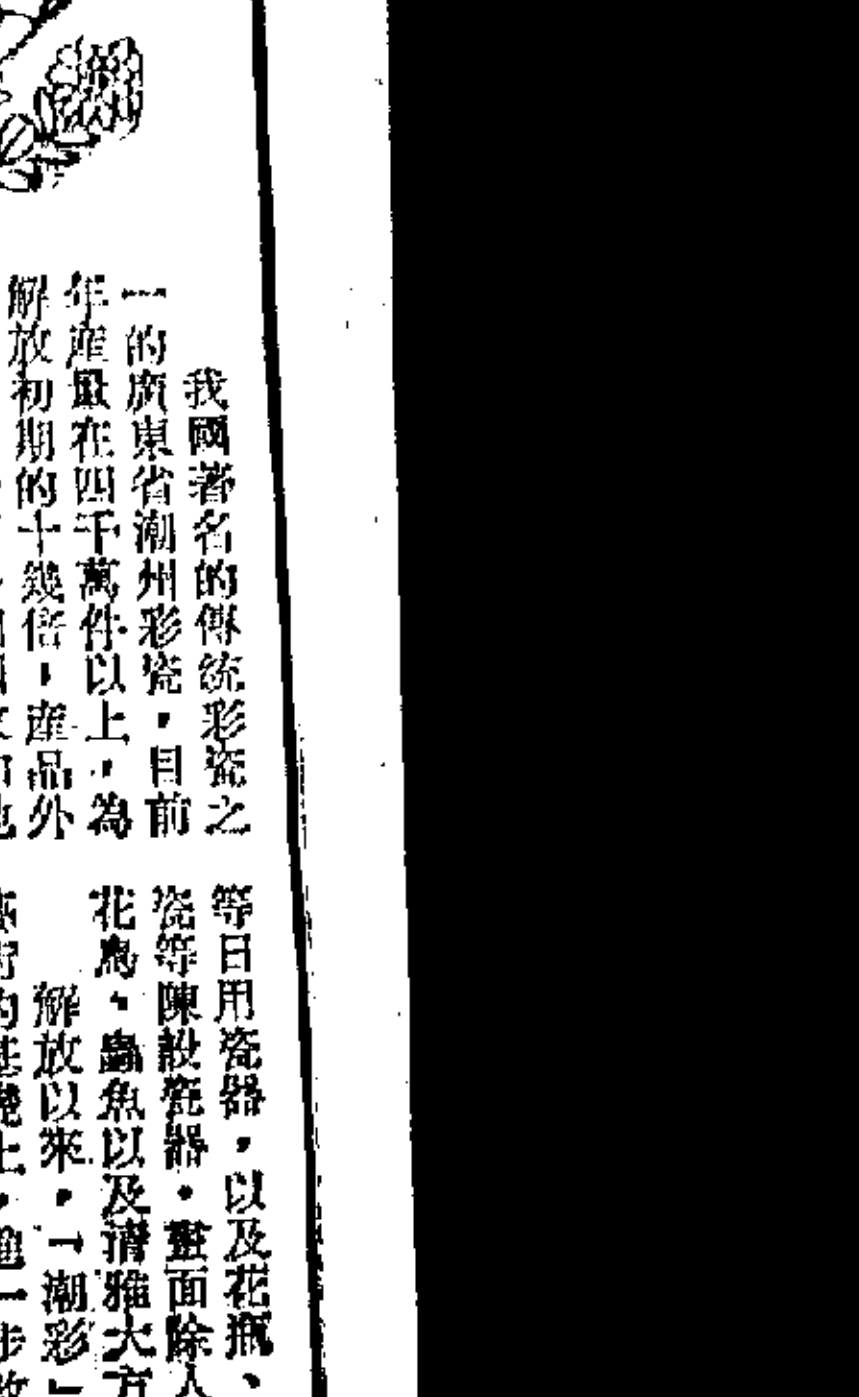 我國著名的傳統彩瓷之
一的廣東省潮州彩瓷，目前
年產量在四千萬件以上，為
解放初期的十幾倍，產品外
等日用瓷器，以及花瓶、
瓷等陳設瓷器。畫面除人
花鳥、蟲魚以及清雅大方
解放以來，「潮彩」